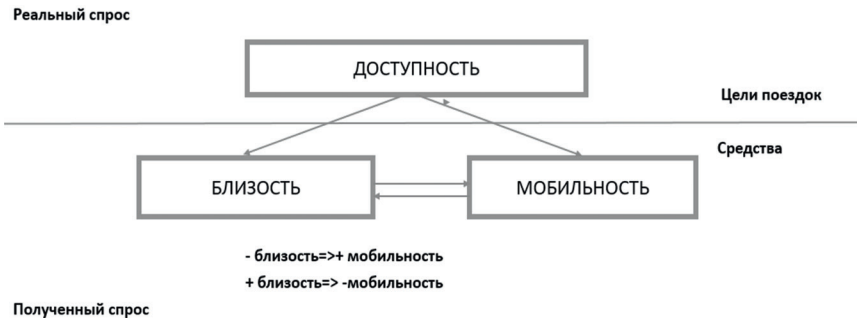 Реальный спрос
ДОСТУПНОСТЬ
Цели поездок
Средства
БЛИЗОСТЬ
МОБИЛЬНОСТЬ
- близость=>+ мобильность
+ близость=> -мобильность
Полученный спрос